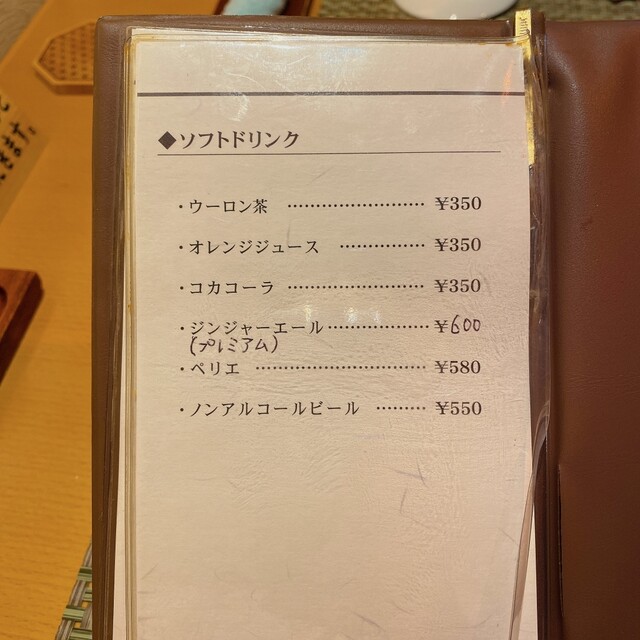 ◆ソフトドリンク
・ウーロン茶 …………………… ¥350
・オレンジジュース …………… ¥350
・コカコーラ …………………… ¥350
・ジンジャーエール……………… ¥600
(プレミアム)
・ペリエ ………………………… ¥580
・ノンアルコールビール ……… ¥550